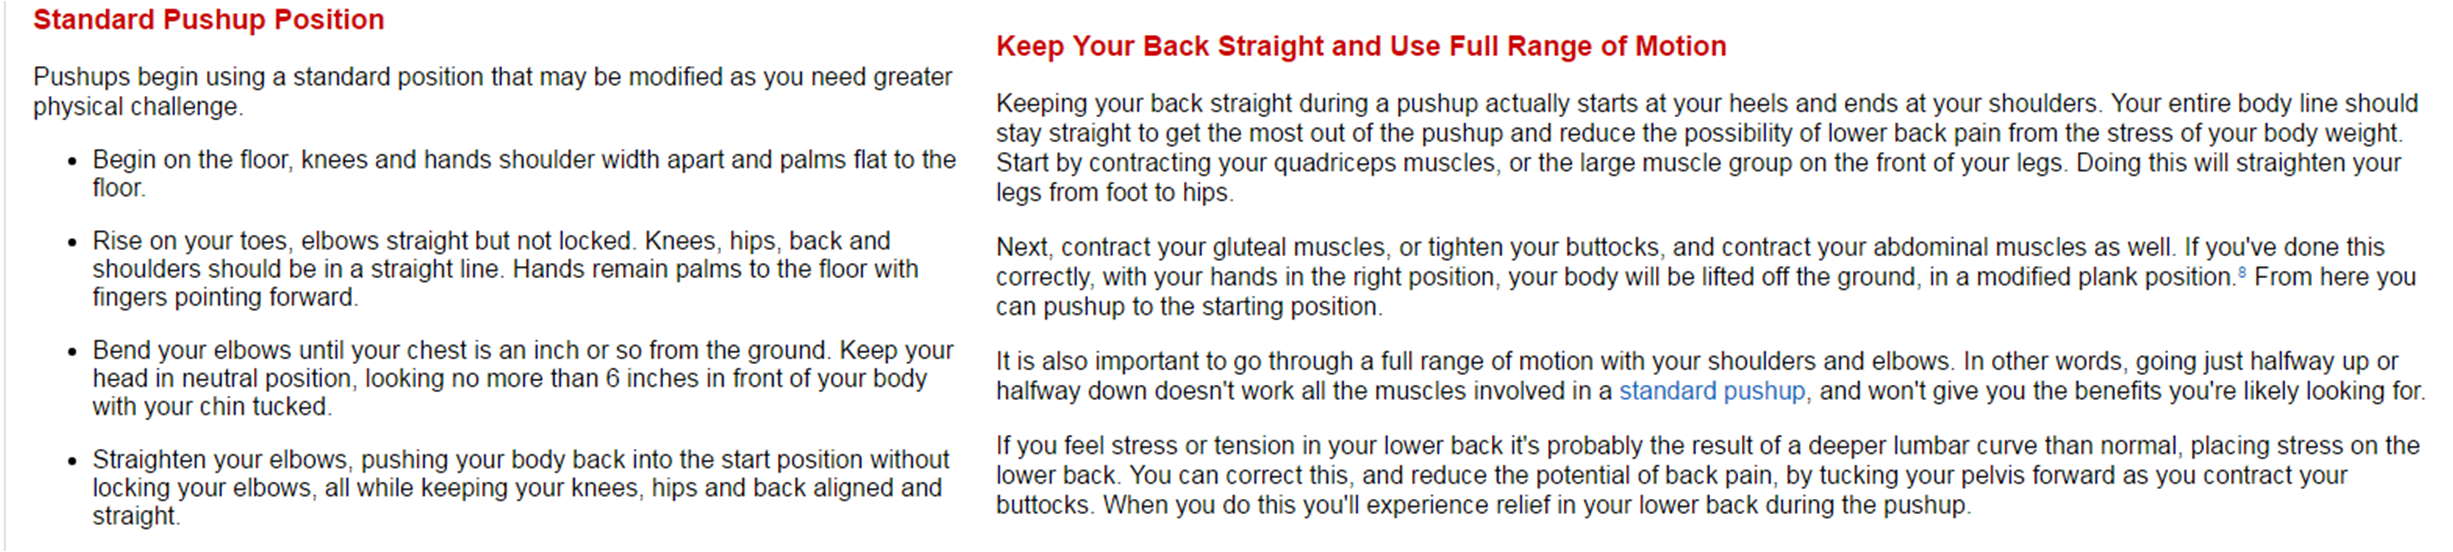 Standard Pushup Position
Pushups begin using a standard position that may be modified as you need greater
physical challenge.
• Begin on the floor, knees and hands shoulder width apart and palms flat to the
floor.
• Rise on your toes, elbows straight but not locked. Knees, hips, back and
shoulders should be in a straight line. Hands remain palms to the floor with
fingers pointing forward.
• Bend your elbows until your chest is an inch or so from the ground. Keep your
head in neutral position, looking no more than 6 inches in front of your body
with your chin tucked.
• Straighten your elbows, pushing your body back into the start position without
locking your elbows, all while keeping your knees, hips and back aligned and
straight.
Keep Your Back Straight and Use Full Range of Motion
Keeping your back straight during a pushup actually starts at your heels and ends at your shoulders. Your entire body line should
stay straight to get the most out of the pushup and reduce the possibility of lower back pain from the stress of your body weight.
Start by contracting your quadriceps muscles, or the large muscle group on the front of your legs. Doing this will straighten your
legs from foot to hips.
Next, contract your gluteal muscles, or tighten your buttocks, and contract your abdominal muscles as well. If you've done this
correctly, with your hands in the right position, your body will be lifted off the ground, in a modified plank position.⁸ From here you
can pushup to the starting position.
It is also important to go through a full range of motion with your shoulders and elbows. In other words, going just halfway up or
halfway down doesn't work all the muscles involved in a standard pushup, and won't give you the benefits you're likely looking for.
If you feel stress or tension in your lower back it's probably the result of a deeper lumbar curve than normal, placing stress on the
lower back. You can correct this, and reduce the potential of back pain, by tucking your pelvis forward as you contract your
buttocks. When you do this you'll experience relief in your lower back during the pushup.